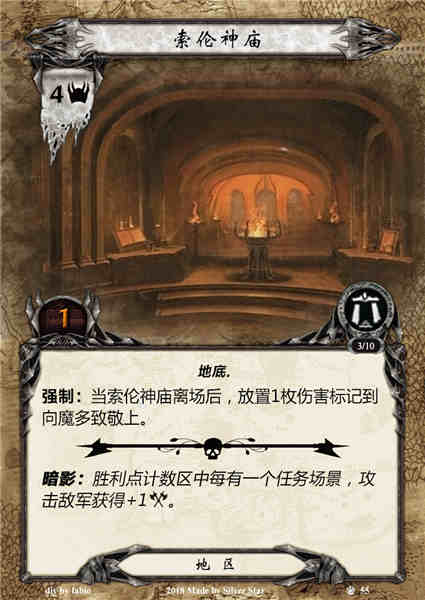 索伦神庙
4
1
3/10
地底.
强制：当索伦神庙离场后，放置1枚伤害标记到
向魔多致敬上。
暗影：胜利点计数区中每有一个任务场景，攻
击敌军获得+1。
地区
diy by fabio
2018 Made by Silver Star
55